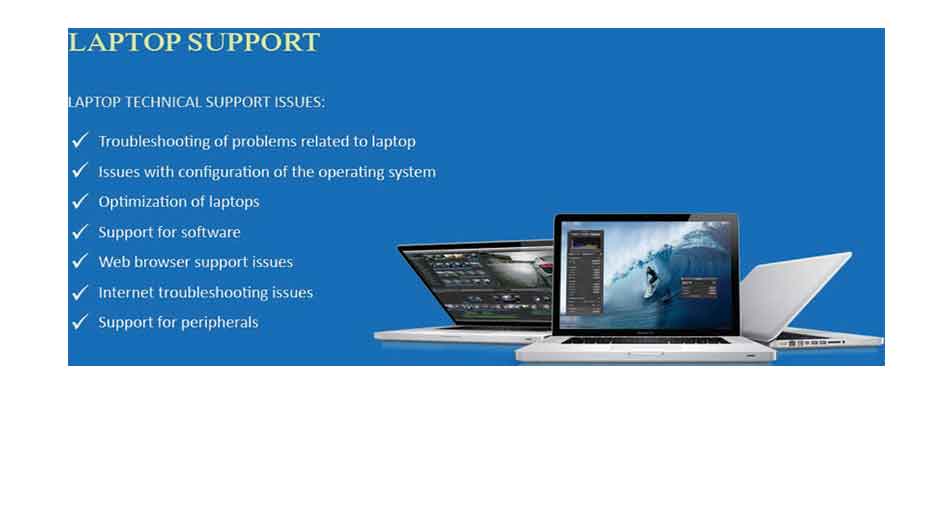 LAPTOP SUPPORT
LAPTOP TECHNICAL SUPPORT ISSUES:
Troubleshooting of problems related to laptop
Issues with configuration of the operating system
Optimization of laptops
Support for software
Web browser support issues
Internet troubleshooting issues
Support for peripherals